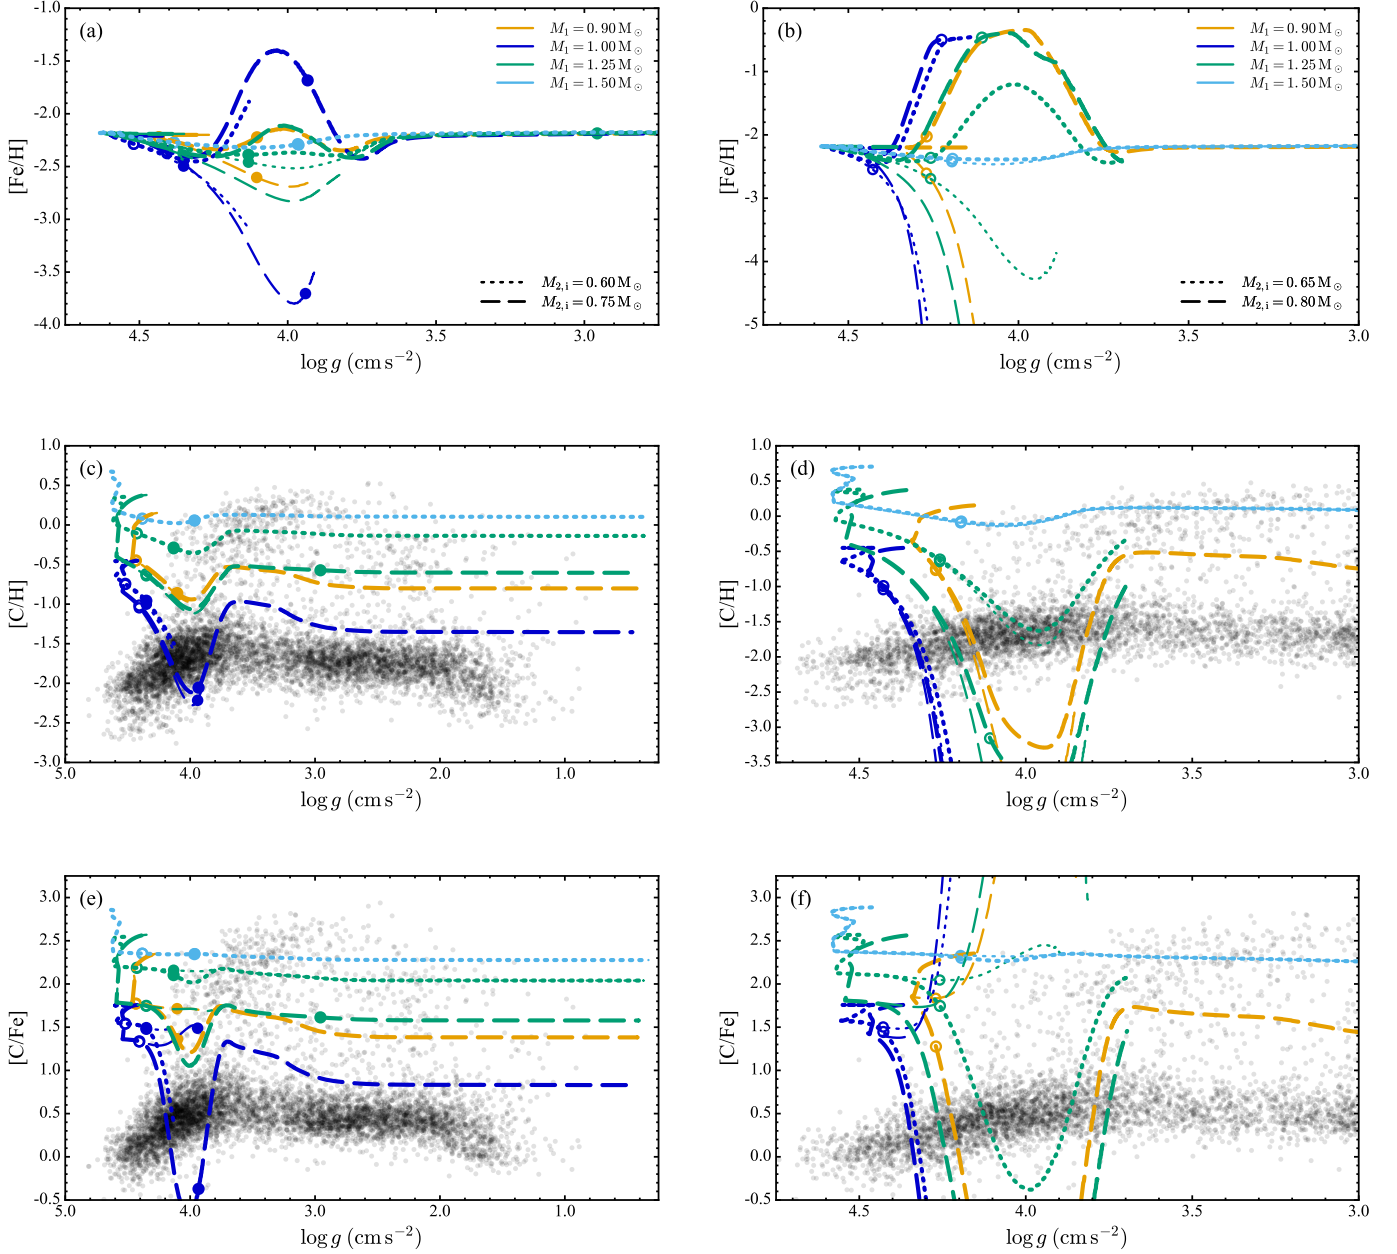 (a)
M₁ = 0.90 M☉
M₁ = 1.00 M☉
M₁ = 1.25 M☉
M₁ = 1.50 M☉
M₂,ᵢ = 0.60 M☉
M₂,ᵢ = 0.75 M☉
[Fe/H]
-1.0
-1.5
-2.0
-2.5
-3.0
-3.5
-4.0
4.5 4.0 3.5 3.0
log g (cm s⁻²)
(b)
M₁ = 0.90 M☉
M₁ = 1.00 M☉
M₁ = 1.25 M☉
M₁ = 1.50 M☉
M₂,ᵢ = 0.65 M☉
M₂,ᵢ = 0.80 M☉
[Fe/H]
0
-1
-2
-3
-4
-5
4.5 4.0 3.5 3.0
log g (cm s⁻²)
(c)
[C/H]
1.0
0.5
0.0
-0.5
-1.0
-1.5
-2.0
-2.5
-3.0
5.0 4.0 3.0 2.0 1.0
log g (cm s⁻²)
(d)
[C/H]
1.0
0.5
0.0
-0.5
-1.0
-1.5
-2.0
-2.5
-3.0
-3.5
4.5 4.0 3.5 3.0
log g (cm s⁻²)
(e)
[C/Fe]
3.0
2.5
2.0
1.5
1.0
0.5
0.0
-0.5
5.0 4.0 3.0 2.0 1.0
log g (cm s⁻²)
(f)
[C/Fe]
3.0
2.5
2.0
1.5
1.0
0.5
0.0
-0.5
4.5 4.0 3.5 3.0
log g (cm s⁻²)